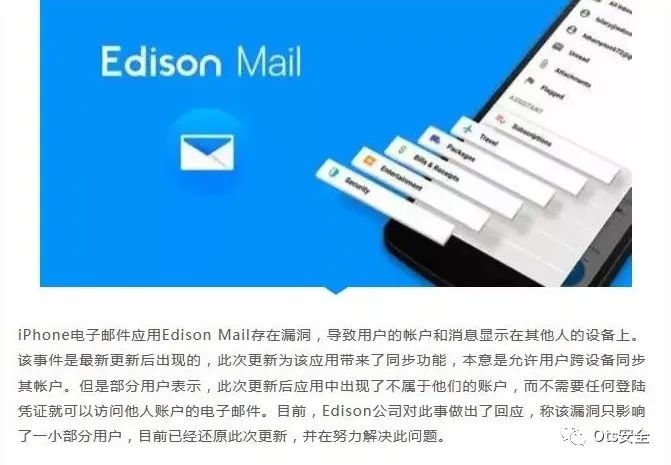 Edison Mail
Unread
Attachments
Flagged
ASSISTANT
Subscriptions
Travel
Packages
Bills & Receipts
Entertainment
Security
iPhone电子邮件应用Edison Mail存在漏洞，导致用户的帐户和消息显示在其他人的设备上。
该事件是最新更新后出现的，此次更新为该应用带来了同步功能，本意是允许用户跨设备同步
其帐户。但是部分用户表示，此次更新后应用中出现了不属于他们的账户，而不需要任何登陆
凭证就可以访问他人账户的电子邮件。目前，Edison公司对此事做出了回应，称该漏洞只影响
了一小部分用户，目前已经还原此次更新，并在努力解决此问题。
Ots安全